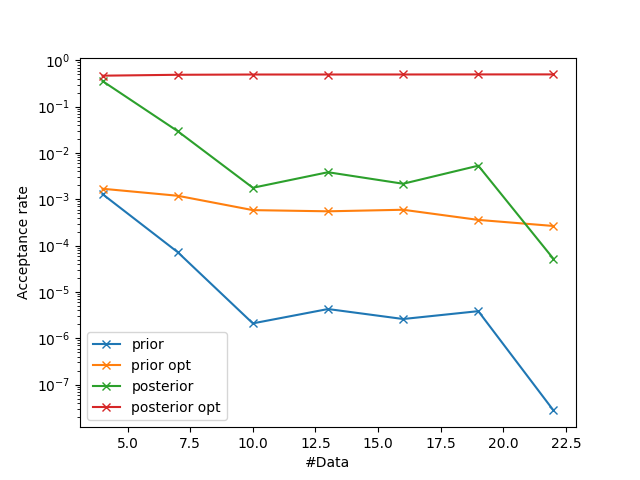 10^0
10^-1
10^-2
10^-3
10^-4
10^-5
10^-6
10^-7
Acceptance rate
prior
prior opt
posterior
posterior opt
5.0 7.5 10.0 12.5 15.0 17.5 20.0 22.5
#Data